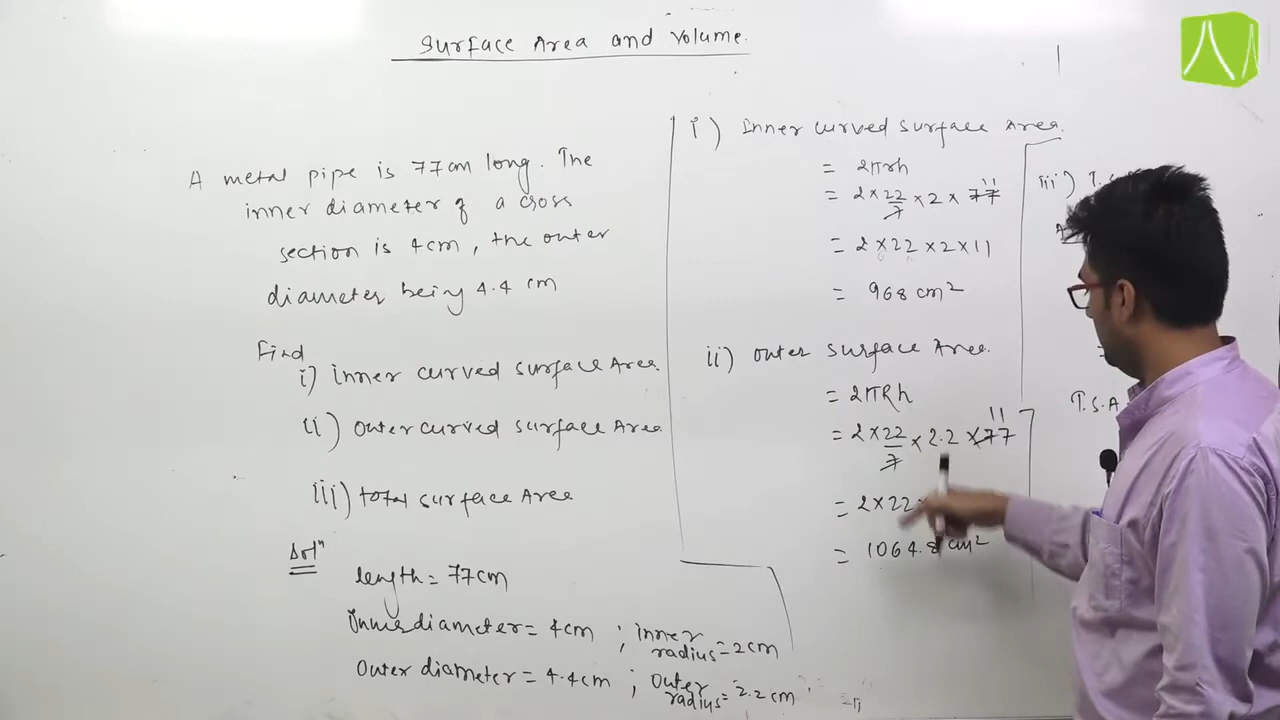 Surface Area and Volume.
A metal pipe is 77cm long. The
inner diameter of a cross
section is 4cm, the outer
diameter being 4.4 cm
Find
i) inner curved surface Area.
ii) outer curved surface Area
iii) total surface Area
Solⁿ
length = 77cm
Inner diameter = 4cm ; inner radius = 2cm
Outer diameter = 4.4cm ; outer radius = 2.2cm
i) Inner curved surface Area.
= 2πrh
= 2 × 22/7 × 2 × 77 11
= 2 × 22 × 2 × 11
= 968 cm²
ii) outer surface Area.
= 2πRh
= 2 × 22/7 × 2.2 × 77 11
= 2 × 22
= 1064.8 cm²
iii) T.S
T.S.A